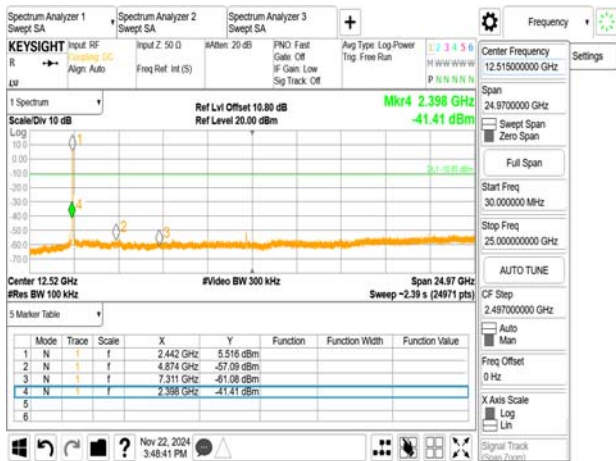 Spectrum Analyzer 1
Swept SA
Spectrum Analyzer 2
Swept SA
Spectrum Analyzer 3
Swept SA
Frequency
KEYSIGHT
R
Input: RF
Coupling: DC
Align: Auto
Input Z: 50 Ω
Freq Ref: Int (S)
#Atten: 20 dB
PNO: Fast
Gate: Off
IF Gain: Low
Sig Track: Off
Avg Type: Log-Power
Trig: Free Run
1 2 3 4 5 6
M W W W W W
P N N N N N
1 Spectrum
Scale/Div 10 dB
Ref Lvl Offset 10.80 dB
Ref Level 20.00 dBm
Mkr4 2.398 GHz
-41.41 dBm
Log
10.0
0.00
-10.0
-20.0
-30.0
-40.0
-50.0
-60.0
-70.0
1
4
2
3
Center 12.52 GHz
#Res BW 100 kHz
#Video BW 300 kHz
Span 24.97 GHz
Sweep ~2.39 s (24971 pts)
5 Marker Table
Mode Trace Scale X Y Function Function Width Function Value
1 N 1 f 2.442 GHz 5.516 dBm
2 N 1 f 4.874 GHz -57.09 dBm
3 N 1 f 7.311 GHz -61.08 dBm
4 N 1 f 2.398 GHz -41.41 dBm
5
6
Nov 22, 2024
3:48:41 PM
Center Frequency
12.515000000 GHz
Settings
Span
24.9700000 GHz
Swept Span
Zero Span
Full Span
Start Freq
30.000000 MHz
Stop Freq
25.000000000 GHz
AUTO TUNE
CF Step
2.497000000 GHz
Auto
Man
Freq Offset
0 Hz
X Axis Scale
Log
Lin
Signal Track
(Span Zoom)